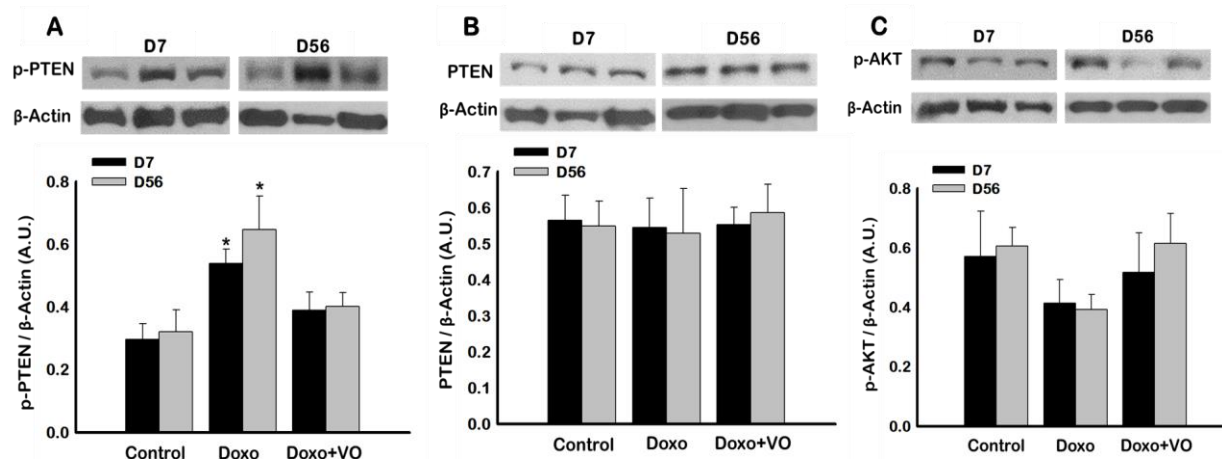 A
D7 D56
p-PTEN
β-Actin
D7
D56
p-PTEN / β-Actin (A.U.)
0.8
0.6
0.4
0.2
0.0
* *
Control Doxo Doxo+VO
B
D7 D56
PTEN
β-Actin
D7
D56
PTEN / β-Actin (A.U.)
0.7
0.6
0.5
0.4
0.3
0.2
0.1
0.0
Control Doxo Doxo+VO
C
D7 D56
p-AKT
β-Actin
D7
D56
p-AKT / β-Actin (A.U.)
0.8
0.6
0.4
0.2
0.0
Control Doxo Doxo+VO